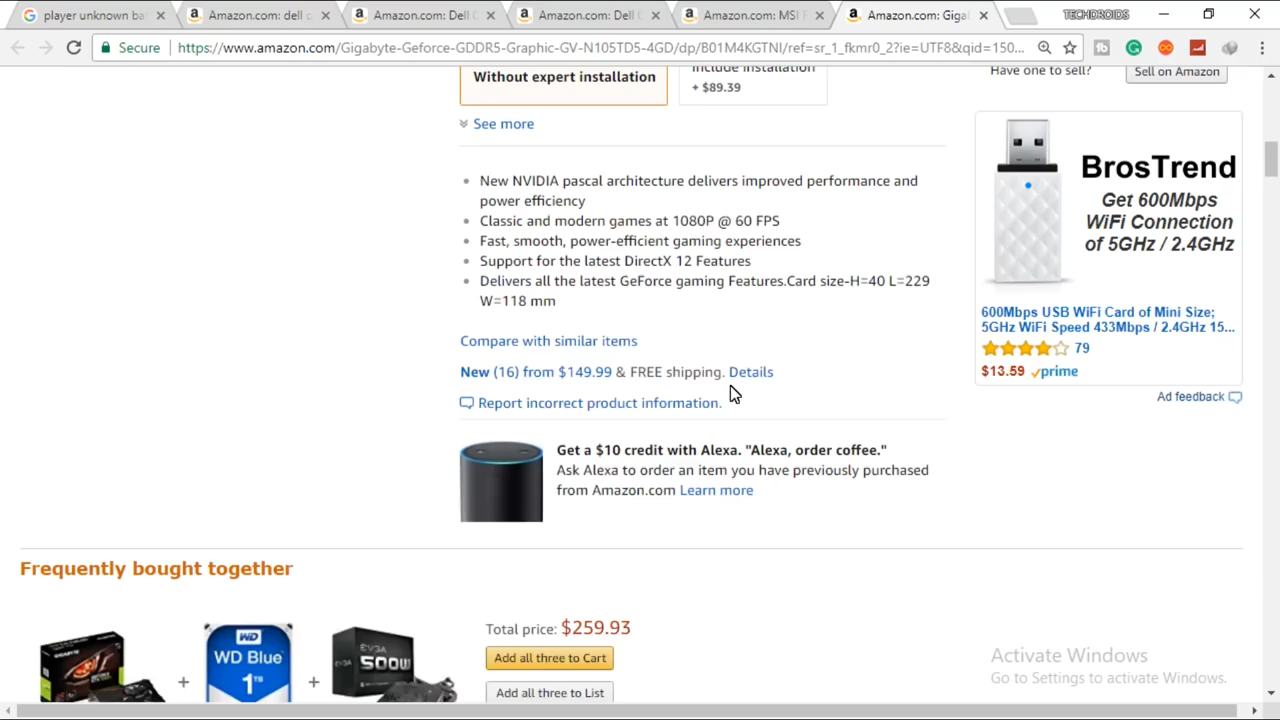 player unknown ba
Amazon.com: dell c
Amazon.com: Dell C
Amazon.com: Dell C
Amazon.com: MSI F
Amazon.com: Giga
TECHDROIDS
Secure
https://www.amazon.com/Gigabyte-Geforce-GDDR5-Graphic-GV-N105TD5-4GD/dp/B01M4KGTNI/ref=sr_1_fkmr0_2?ie=UTF8&qid=150...
Without expert installation
Include installation
+ $89.39
See more
New NVIDIA pascal architecture delivers improved performance and
power efficiency
Classic and modern games at 1080P @ 60 FPS
Fast, smooth, power-efficient gaming experiences
Support for the latest DirectX 12 Features
Delivers all the latest GeForce gaming Features.Card size-H=40 L=229
W=118 mm
Compare with similar items
New (16) from $149.99 & FREE shipping. Details
Report incorrect product information.
Get a $10 credit with Alexa. "Alexa, order coffee."
Ask Alexa to order an item you have previously purchased
from Amazon.com Learn more
Have one to sell?
Sell on Amazon
BrosTrend
Get 600Mbps
WiFi Connection
of 5GHz / 2.4GHz
600Mbps USB WiFi Card of Mini Size;
5GHz WiFi Speed 433Mbps / 2.4GHz 15...
79
$13.59 prime
Ad feedback
Frequently bought together
WD
WD Blue
1TB
EVGA
500W
Total price: $259.93
Add all three to Cart
Add all three to List
Activate Windows
Go to Settings to activate Windows.